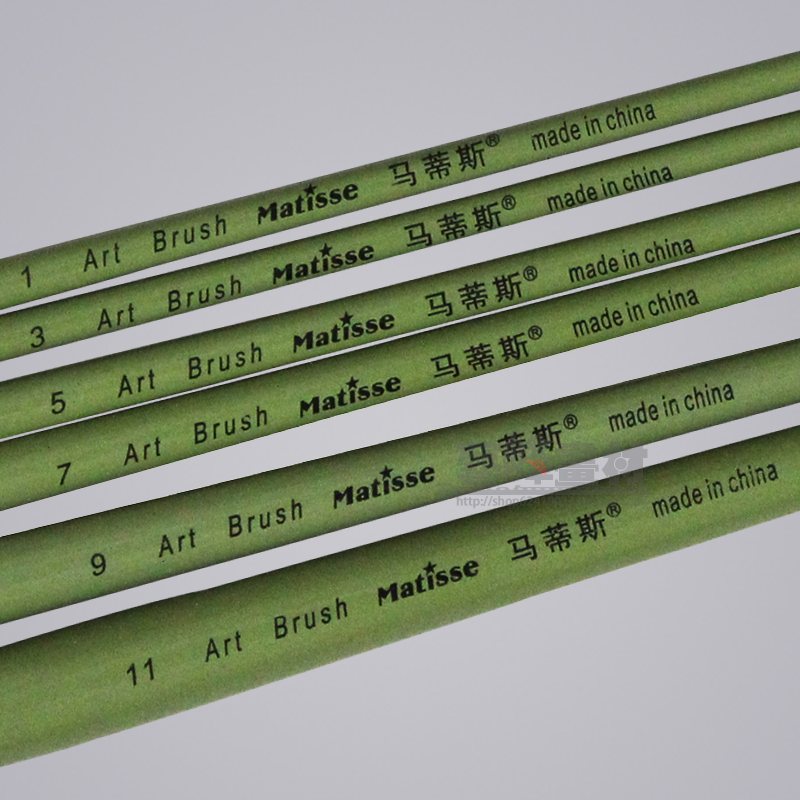 1 Art Brush Matisse 马蒂斯® made in china
3 Art Brush Matisse 马蒂斯® made in china
5 Art Brush Matisse 马蒂斯® made in china
7 Art Brush Matisse 马蒂斯® made in china
9 Art Brush Matisse 马蒂斯® made in china
11 Art Brush Matisse 马蒂斯® made in china